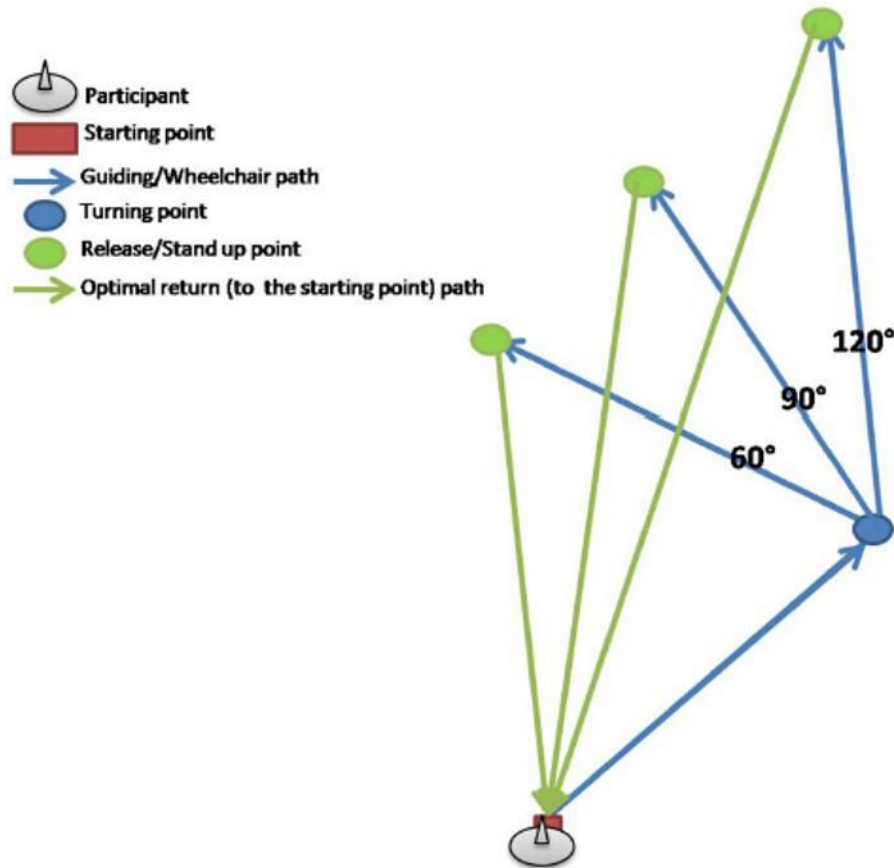 Participant
Starting point
Guiding/Wheelchair path
Turning point
Release/Stand up point
Optimal return (to the starting point) path
120°
90°
60°